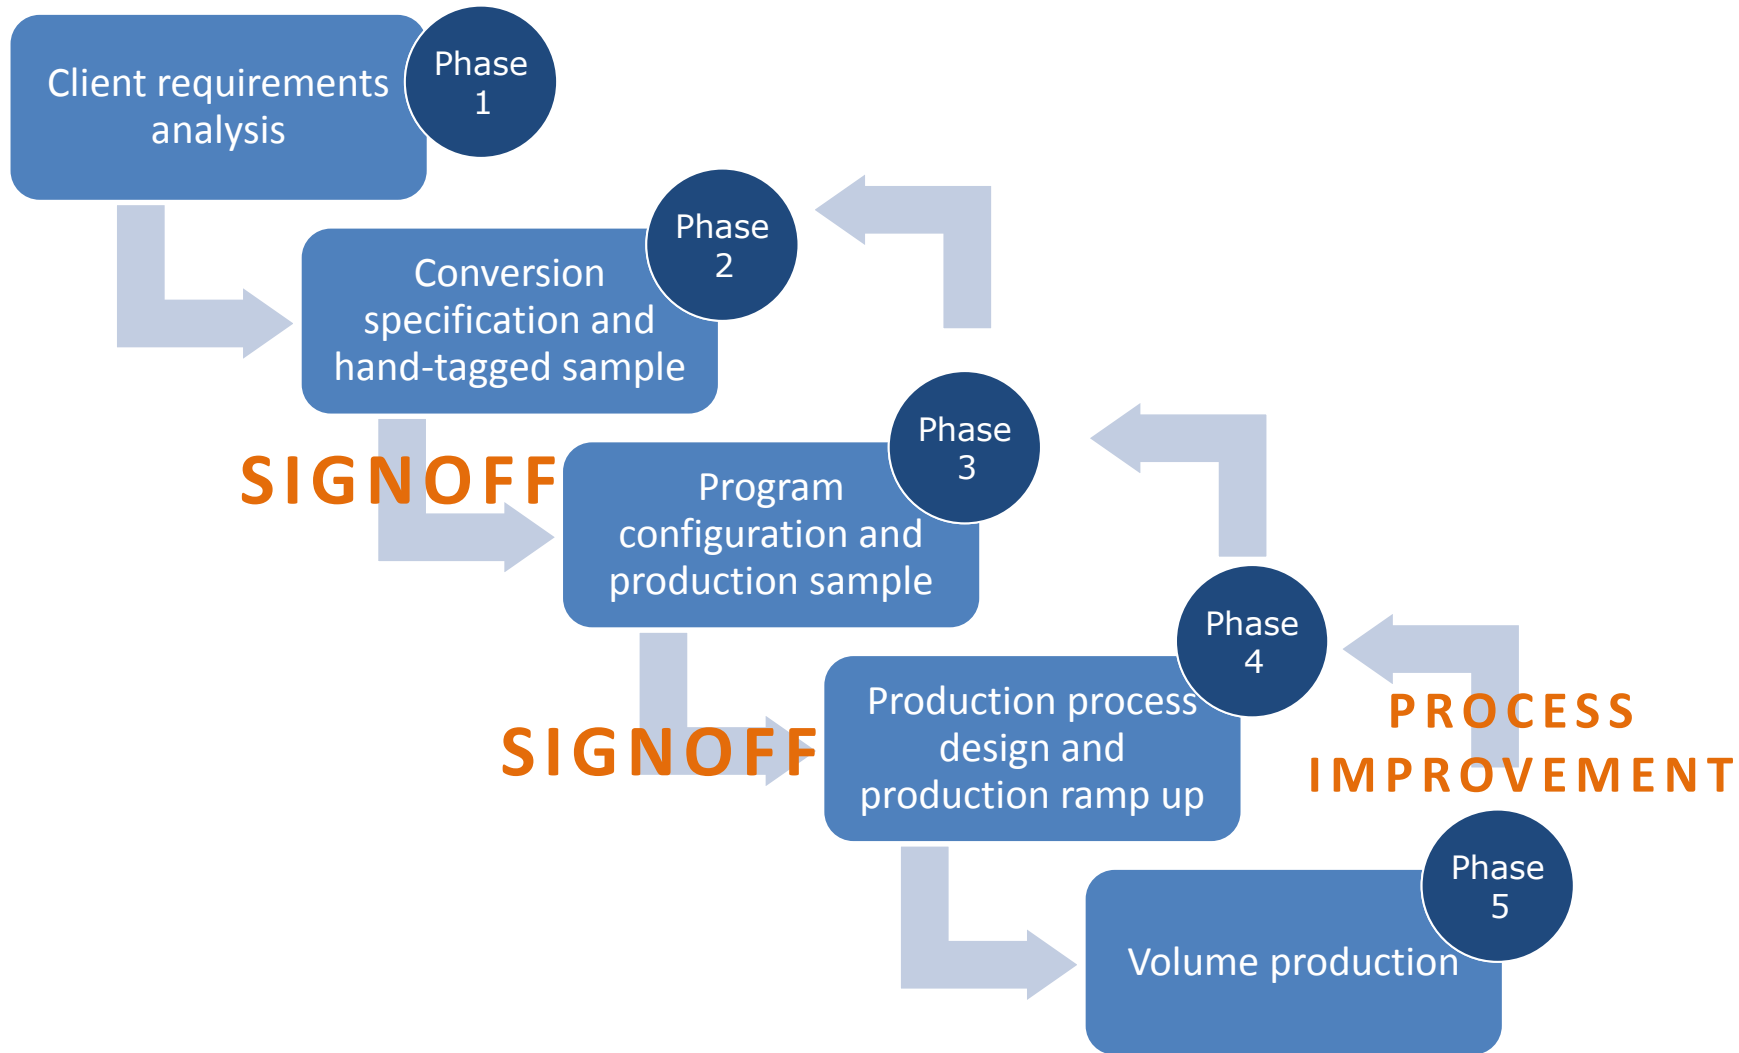 Client requirements
analysis
Phase
1
Conversion
specification and
hand-tagged sample
Phase
2
SIGNOFF
Program
configuration and
production sample
Phase
3
SIGNOFF
Production process
design and
production ramp up
Phase
4
PROCESS
IMPROVEMENT
Volume production
Phase
5